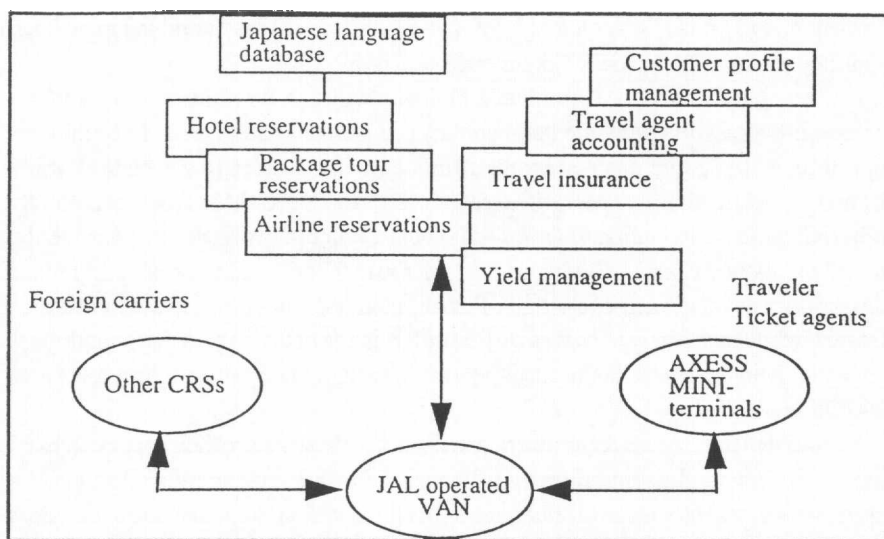 Japanese language
database
Customer profile
management
Hotel reservations
Travel agent
accounting
Package tour
reservations
Travel insurance
Airline reservations
Yield management
Foreign carriers
Traveler
Ticket agents
Other CRSs
AXESS
MINI-
terminals
JAL operated
VAN